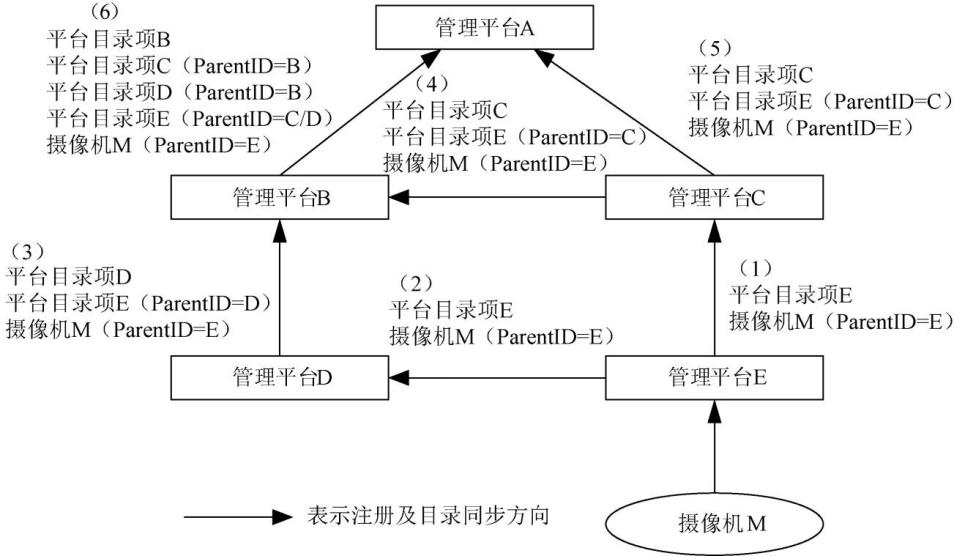 （6）
平台目录项B
平台目录项C（ParentID=B）
平台目录项D（ParentID=B）
平台目录项E（ParentID=C/D）
摄像机M（ParentID=E）
管理平台A
（5）
平台目录项C
平台目录项E（ParentID=C）
摄像机M（ParentID=E）
（4）
平台目录项C
平台目录项E（ParentID=C）
摄像机M（ParentID=E）
管理平台B
管理平台C
（3）
平台目录项D
平台目录项E（ParentID=D）
摄像机M（ParentID=E）
（2）
平台目录项E
摄像机M（ParentID=E）
（1）
平台目录项E
摄像机M（ParentID=E）
管理平台D
管理平台E
表示注册及目录同步方向
摄像机M